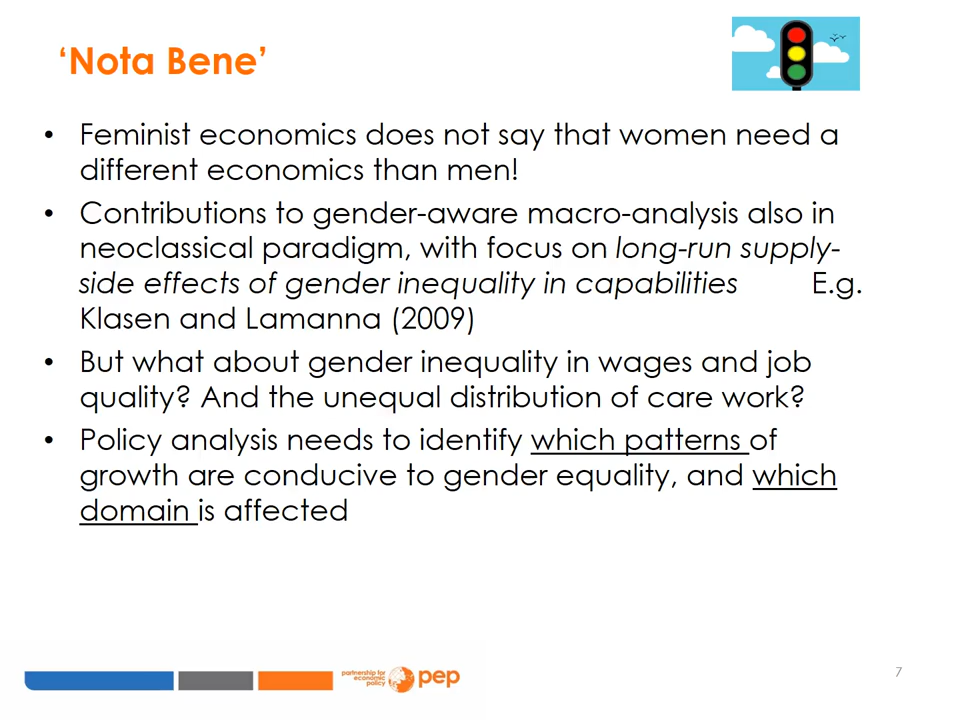 ‘Nota Bene’
• Feminist economics does not say that women need a
different economics than men!
• Contributions to gender-aware macro-analysis also in
neoclassical paradigm, with focus on long-run supply-
side effects of gender inequality in capabilities E.g.
Klasen and Lamanna (2009)
• But what about gender inequality in wages and job
quality? And the unequal distribution of care work?
• Policy analysis needs to identify which patterns of
growth are conducive to gender equality, and which
domain is affected
partnership for
economic
policy
pep
7